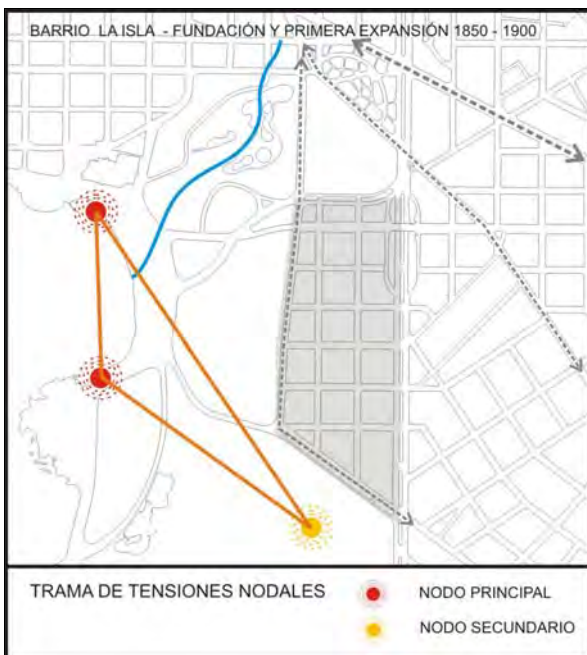 BARRIO LA ISLA - FUNDACIÓN Y PRIMERA EXPANSIÓN 1850 - 1900
TRAMA DE TENSIONES NODALES
NODO PRINCIPAL
NODO SECUNDARIO